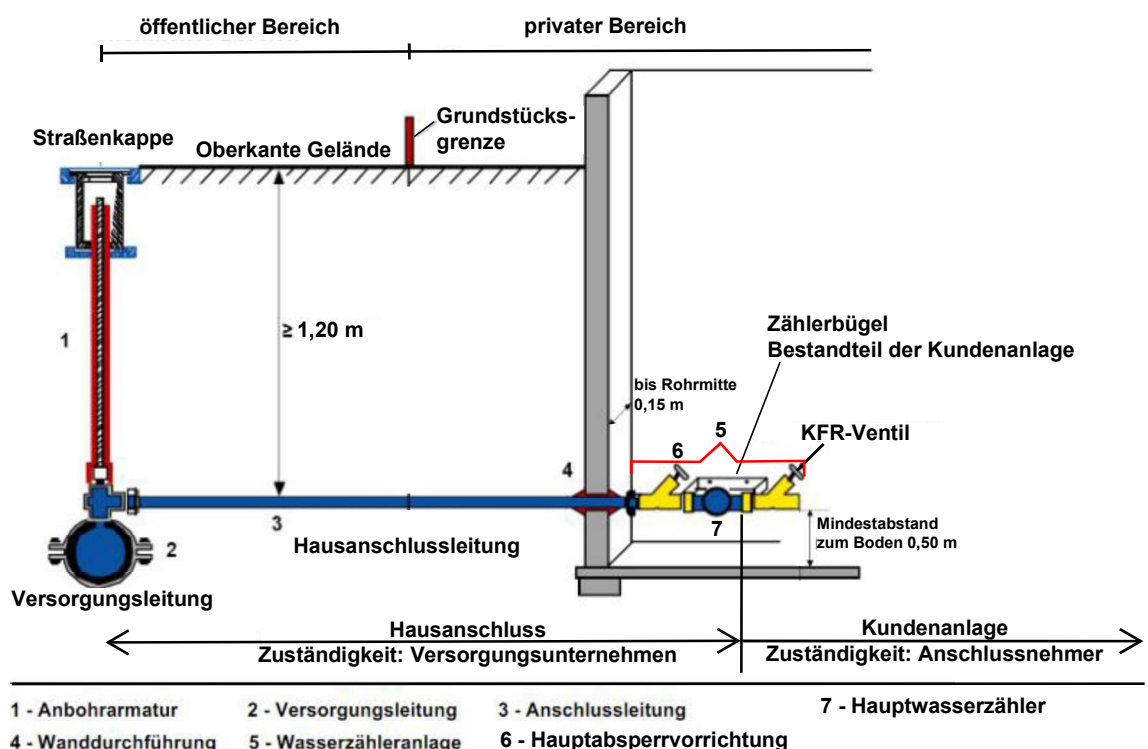 öffentlicher Bereich
privater Bereich
Straßenkappe
Oberkante Gelände
Grundstücks-
grenze
1
≥ 1,20 m
Zählerbügel
Bestandteil der Kundenanlage
bis Rohrmitte
0,15 m
5
6
KFR-Ventil
4
3
7
2
Hausanschlussleitung
Mindestabstand
zum Boden 0,50 m
Versorgungsleitung
Hausanschluss
Zuständigkeit: Versorgungsunternehmen
Kundenanlage
Zuständigkeit: Anschlussnehmer
1 - Anbohrarmatur
2 - Versorgungsleitung
3 - Anschlussleitung
7 - Hauptwasserzähler
4 - Wanddurchführung
5 - Wasserzähleranlage
6 - Hauptabsperrvorrichtung